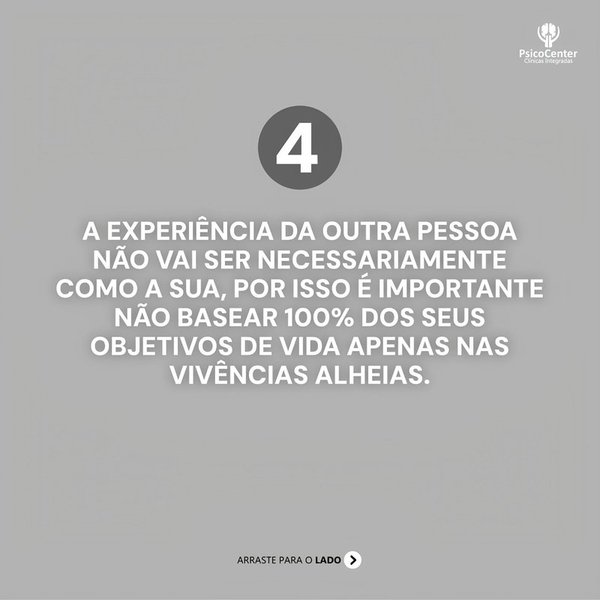 PsicoCenter
Clínicas Integradas
4
A EXPERIÊNCIA DA OUTRA PESSOA
NÃO VAI SER NECESSARIAMENTE
COMO A SUA, POR ISSO É IMPORTANTE
NÃO BASEAR 100% DOS SEUS
OBJETIVOS DE VIDA APENAS NAS
VIVÊNCIAS ALHEIAS.
ARRASTE PARA O LADO